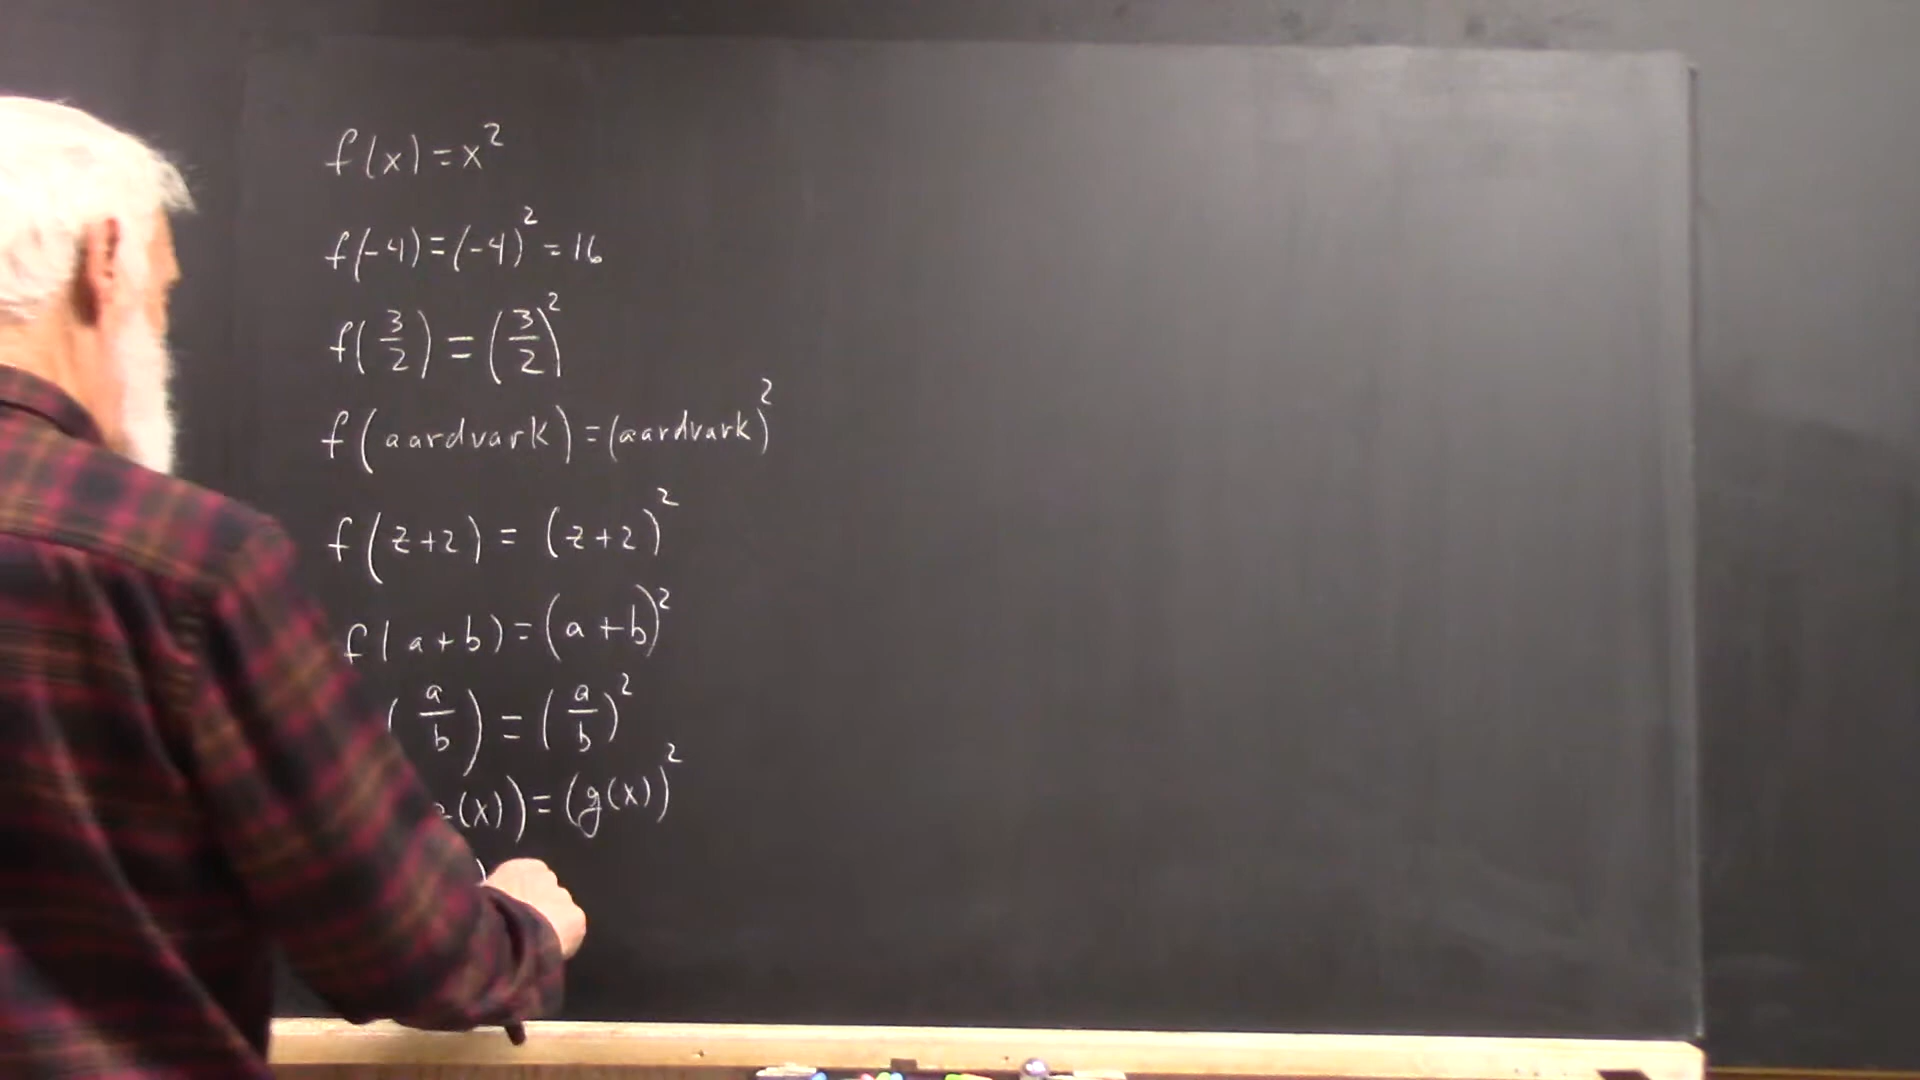 f(x) = x²
f(-4) = (-4)² = 16
f(3/2) = (3/2)²
f(aardvark) = (aardvark)²
f(z+2) = (z+2)²
f(a+b) = (a+b)²
(a/b) = (a/b)²
(x)) = (g(x))²